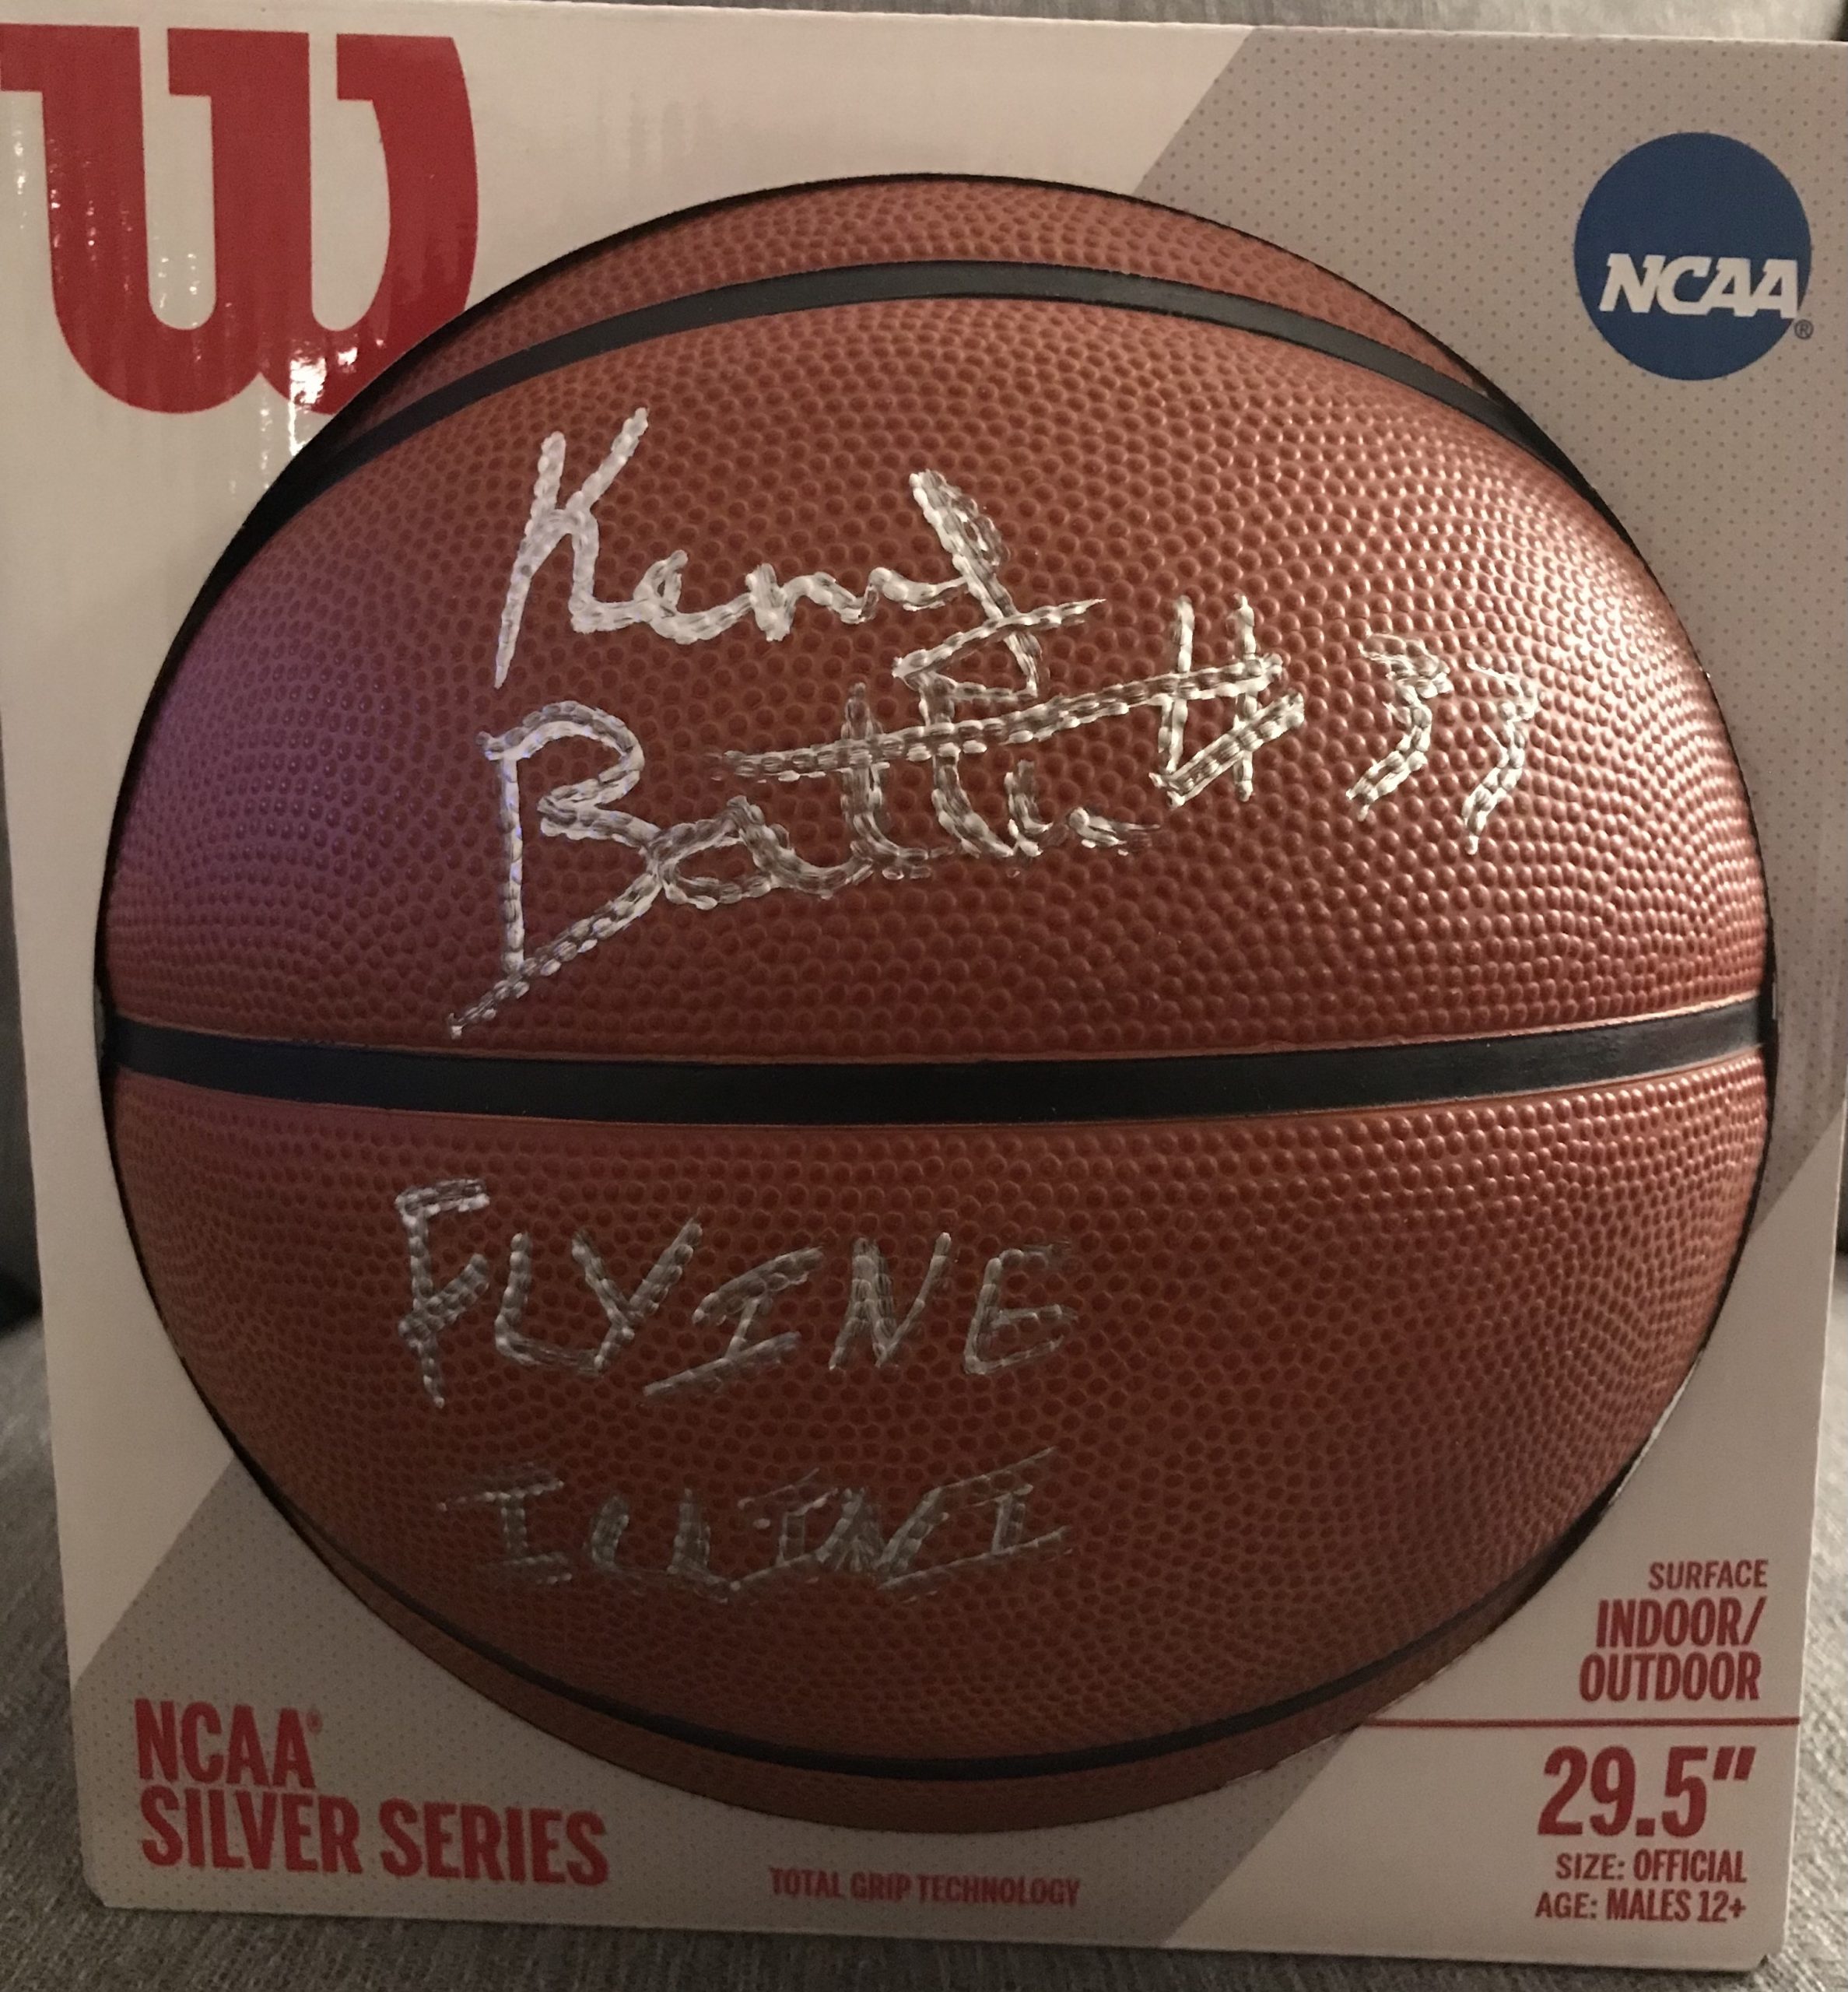 NCAA®
Kenny
Battle #33
FLYING
ILLINI
SURFACE
INDOOR/
OUTDOOR
NCAA®
SILVER SERIES
TOTAL GRIP TECHNOLOGY
29.5"
SIZE: OFFICIAL
AGE: MALES 12+